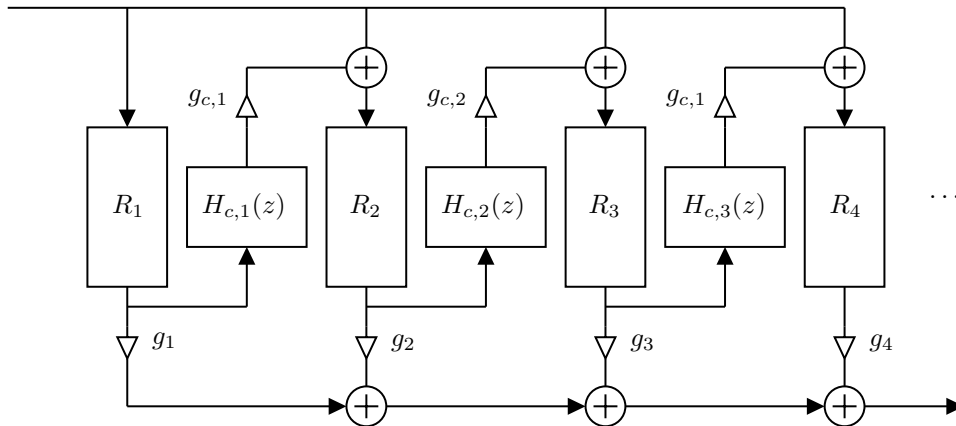 g_{c,1} g_{c,2} g_{c,1}
R_1 H_{c,1}(z) R_2 H_{c,2}(z) R_3 H_{c,3}(z) R_4 ...
g_1 g_2 g_3 g_4